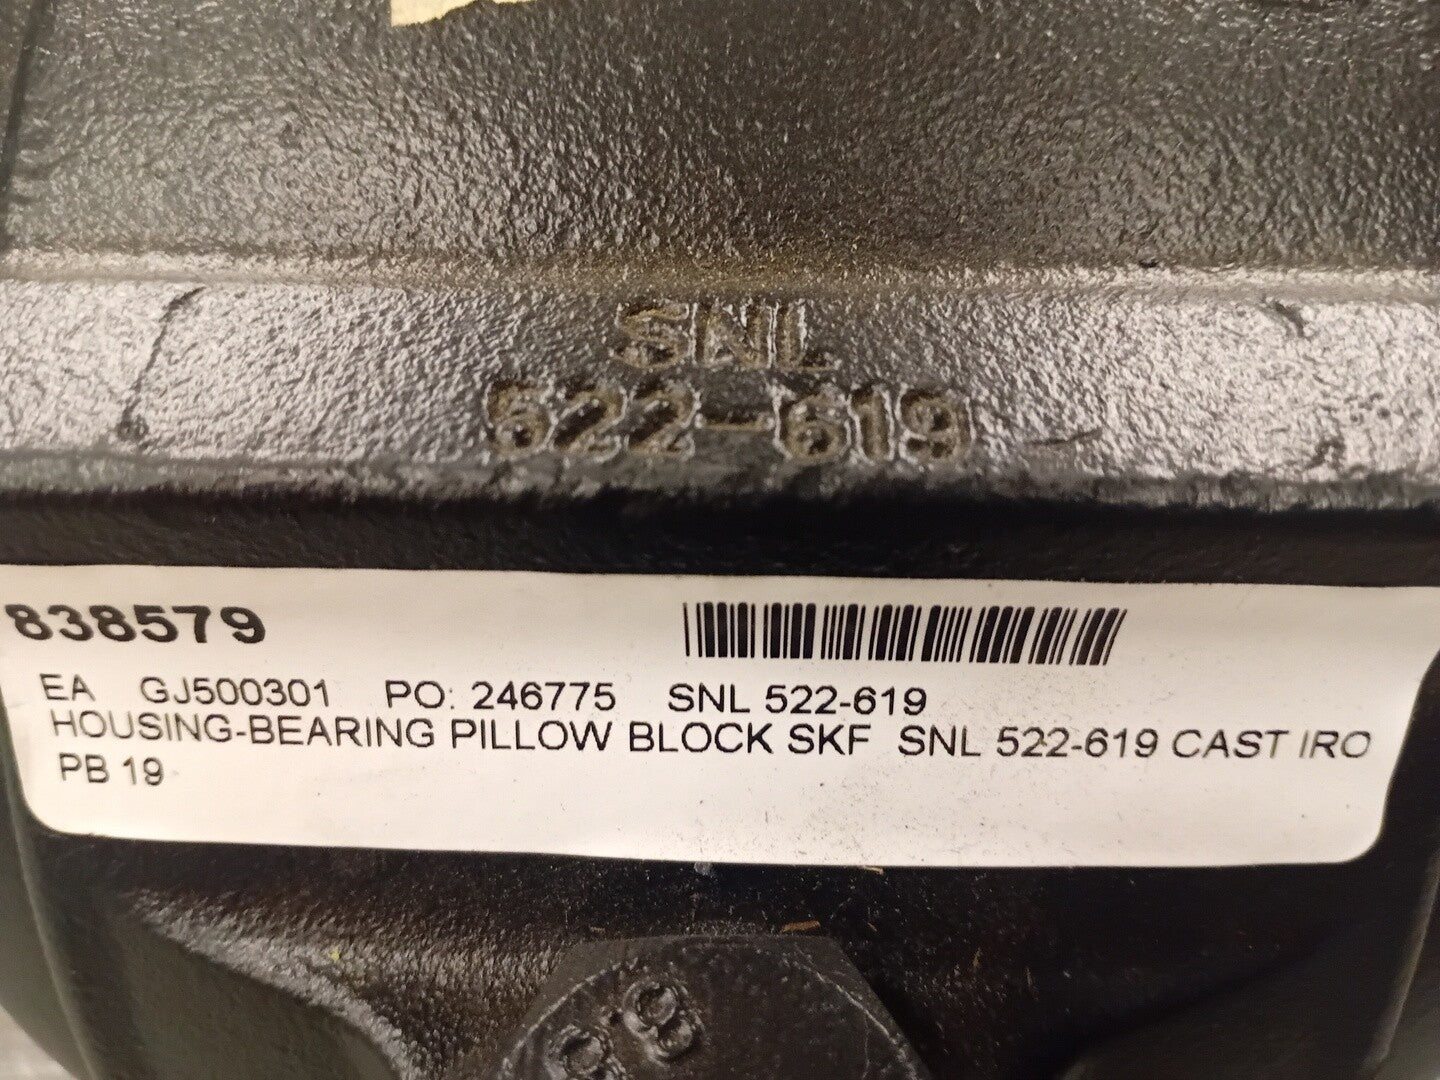 SNL
522-619
838579
EA GJ500301 PO: 246775 SNL 522-619
HOUSING-BEARING PILLOW BLOCK SKF SNL 522-619 CAST IRO
PB 19
8.8